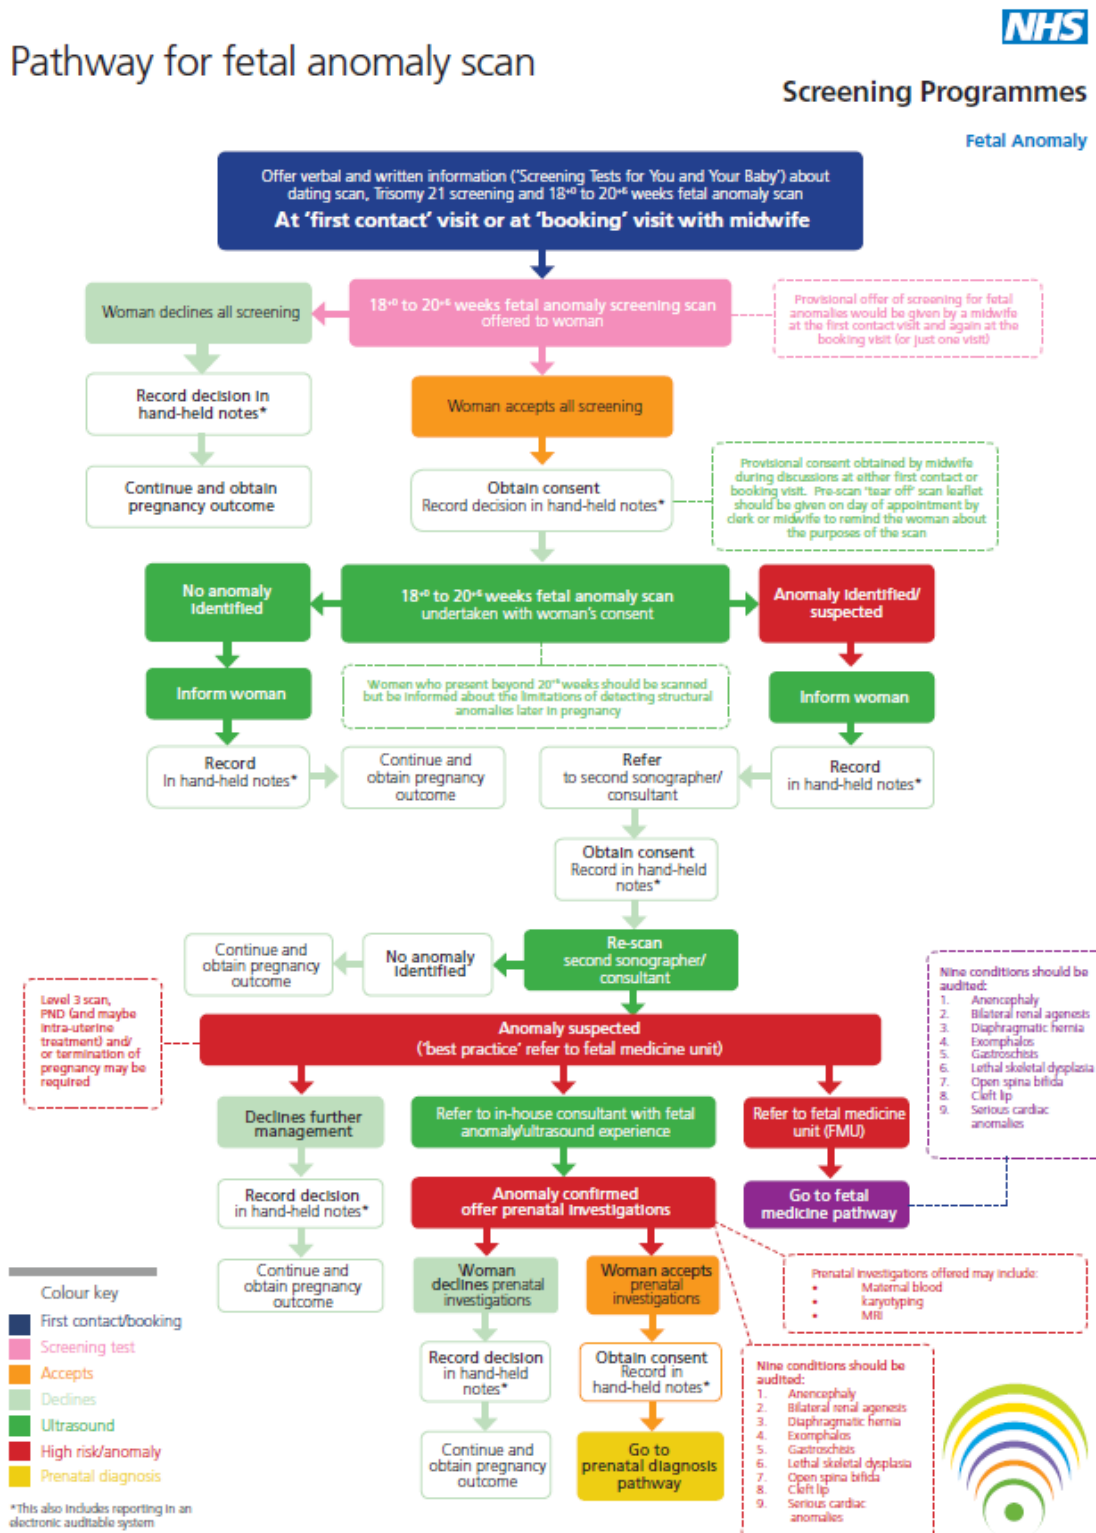 NHS
Pathway for fetal anomaly scan
Screening Programmes
Fetal Anomaly
Offer verbal and written information ('Screening Tests for You and Your Baby') about
dating scan, Trisomy 21 screening and 18+0 to 20+6 weeks fetal anomaly scan
At 'first contact' visit or at 'booking' visit with midwife
Woman declines all screening
18+0 to 20+6 weeks fetal anomaly screening scan
offered to woman
Provisional offer of screening for fetal
anomalies would be given by a midwife
at the first contact visit and again at the
booking visit (or just one visit)
Record decision in
hand-held notes*
Woman accepts all screening
Continue and obtain
pregnancy outcome
Obtain consent
Record decision in hand-held notes*
Provisional consent obtained by midwife
during discussions at either first contact or
booking visit. Pre-scan 'tear off' scan leaflet
should be given on day of appointment by
clerk or midwife to remind the woman about
the purposes of the scan
No anomaly
identified
18+0 to 20+6 weeks fetal anomaly scan
undertaken with woman's consent
Anomaly identified/
suspected
Inform woman
Women who present beyond 20+6 weeks should be scanned
but be informed about the limitations of detecting structural
anomalies later in pregnancy
Inform woman
Record
In hand-held notes*
Continue and
obtain pregnancy
outcome
Refer
to second sonographer/
consultant
Record
in hand-held notes*
Obtain consent
Record in hand-held
notes*
Continue and
obtain pregnancy
outcome
No anomaly
identified
Re-scan
second sonographer/
consultant
Level 3 scan,
PND (and maybe
intra-uterine
treatment) and/
or termination of
pregnancy may be
required
Anomaly suspected
('best practice' refer to fetal medicine unit)
Nine conditions should be
audited:
1. Anencephaly
2. Bilateral renal agenesis
3. Diaphragmatic hernia
4. Exomphalos
5. Gastroschisis
6. Lethal skeletal dysplasia
7. Open spina bifida
8. Cleft lip
9. Serious cardiac
anomalies
Declines further
management
Refer to in-house consultant with fetal
anomaly/ultrasound experience
Refer to fetal medicine
unit (FMU)
Record decision
in hand-held notes*
Anomaly confirmed
offer prenatal investigations
Go to fetal
medicine pathway
Continue and
obtain pregnancy
outcome
Woman
declines prenatal
investigations
Woman accepts
prenatal
investigations
Prenatal investigations offered may include:
• Maternal blood
• karyotyping
• MRI
Record decision
in hand-held
notes*
Obtain consent
Record in
hand-held notes*
Continue and
obtain pregnancy
outcome
Go to
prenatal diagnosis
pathway
Nine conditions should be
audited:
1. Anencephaly
2. Bilateral renal agenesis
3. Diaphragmatic hernia
4. Exomphalos
5. Gastroschisis
6. Lethal skeletal dysplasia
7. Open spina bifida
8. Cleft lip
9. Serious cardiac
anomalies
Colour key
First contact/booking
Screening test
Accepts
Declines
Ultrasound
High risk/anomaly
Prenatal diagnosis
*This also includes reporting in an
electronic auditable system